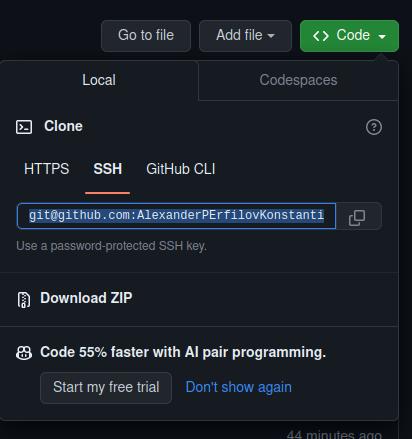 Go to file Add file Code
Local Codespaces
Clone
HTTPS SSH GitHub CLI
git@github.com:AlexanderPErfilovKonstanti
Use a password-protected SSH key.
Download ZIP
Code 55% faster with AI pair programming.
Start my free trial Don't show again
44 minutes ago